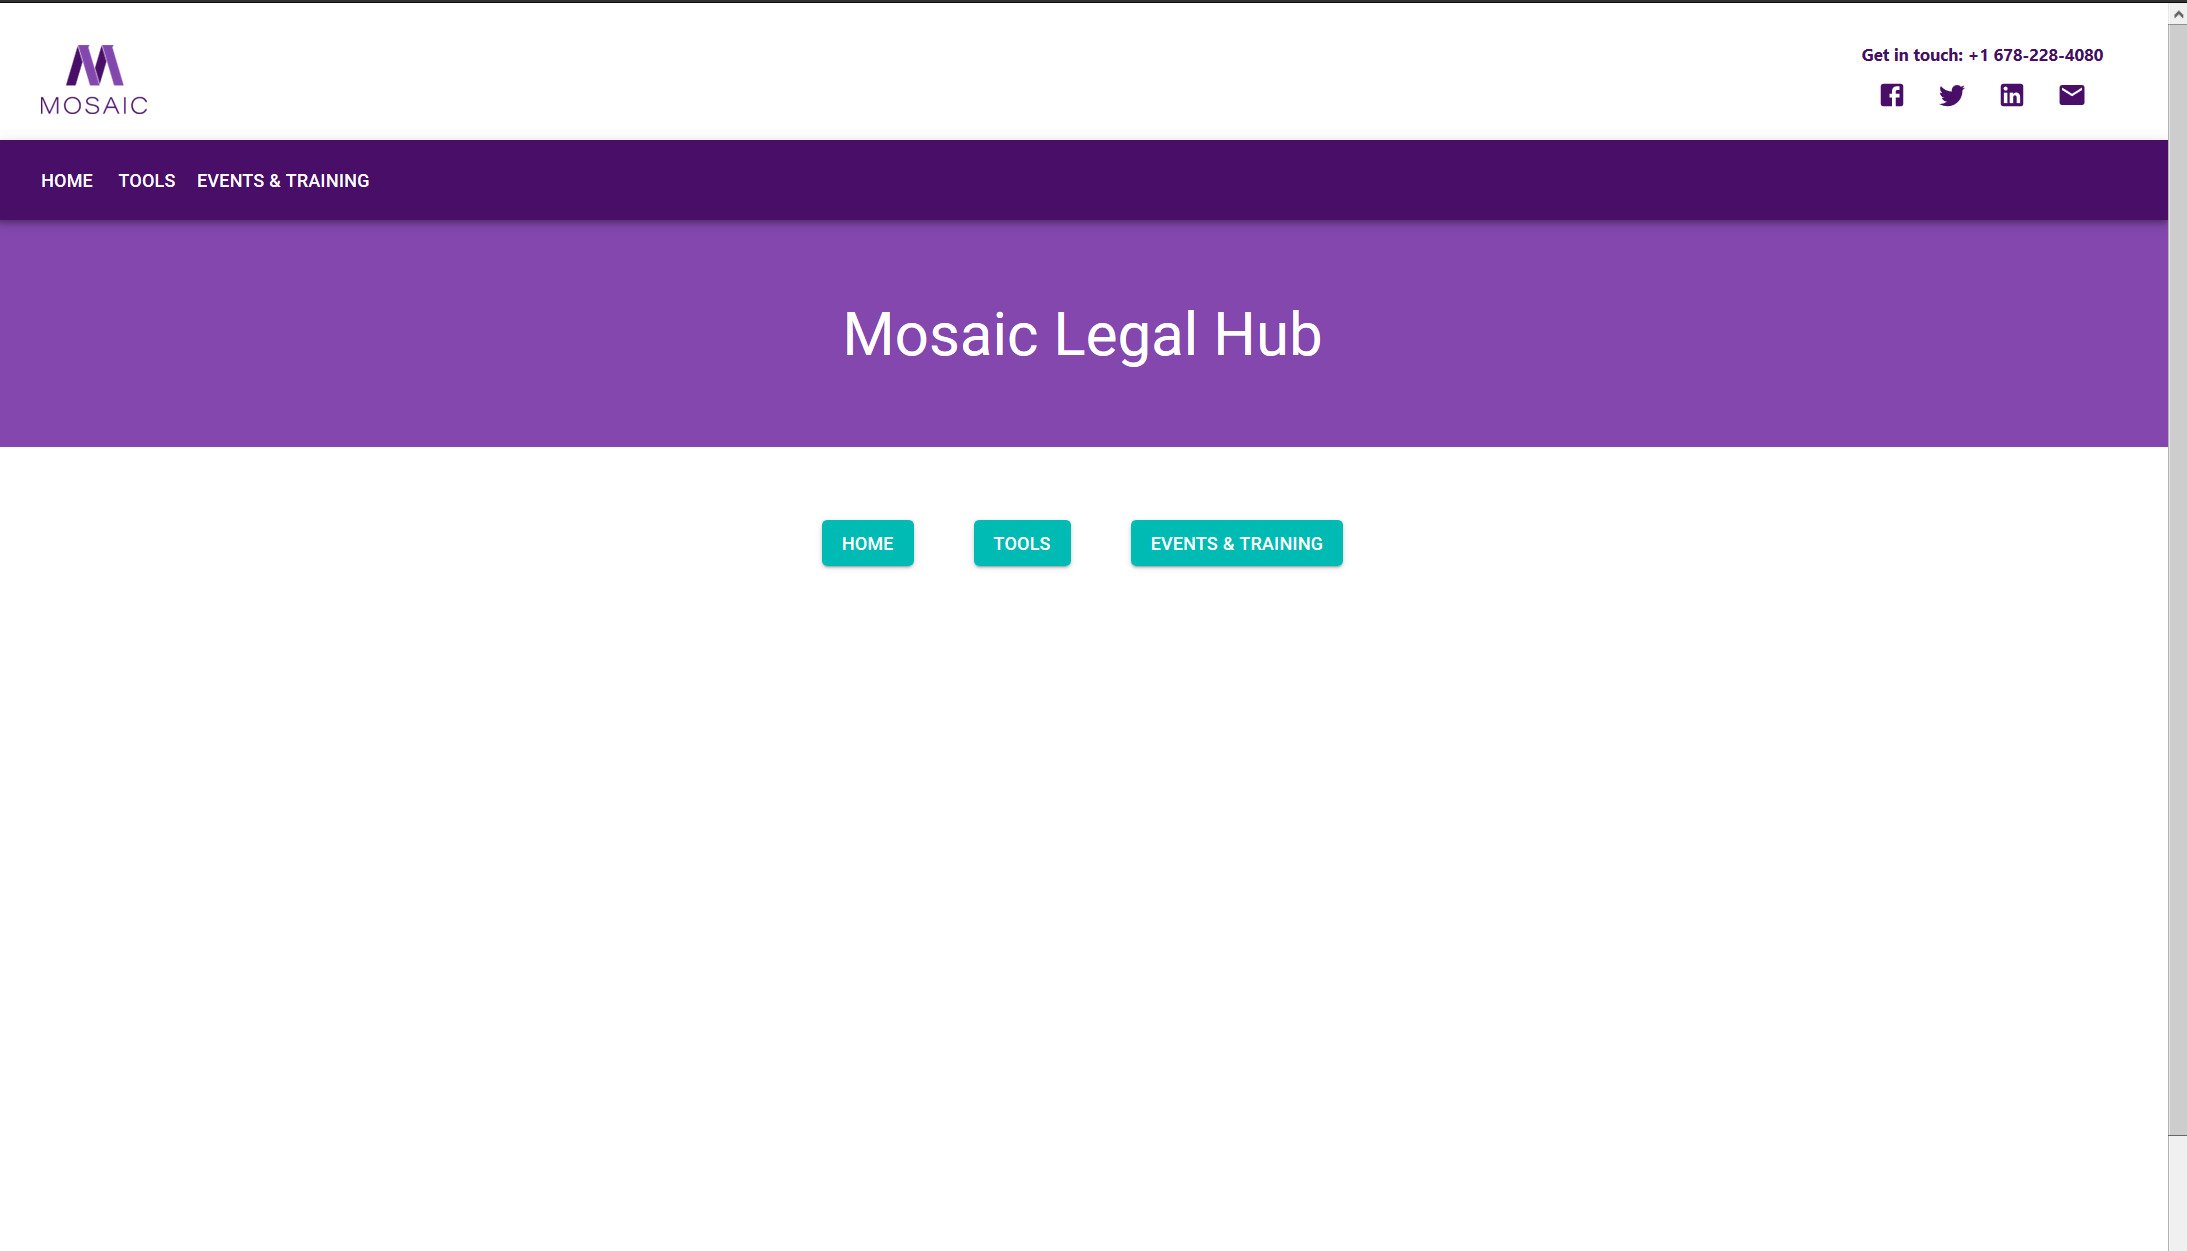 MOSAIC
Get in touch: +1 678-228-4080
HOME TOOLS EVENTS & TRAINING
Mosaic Legal Hub
HOME TOOLS EVENTS & TRAINING